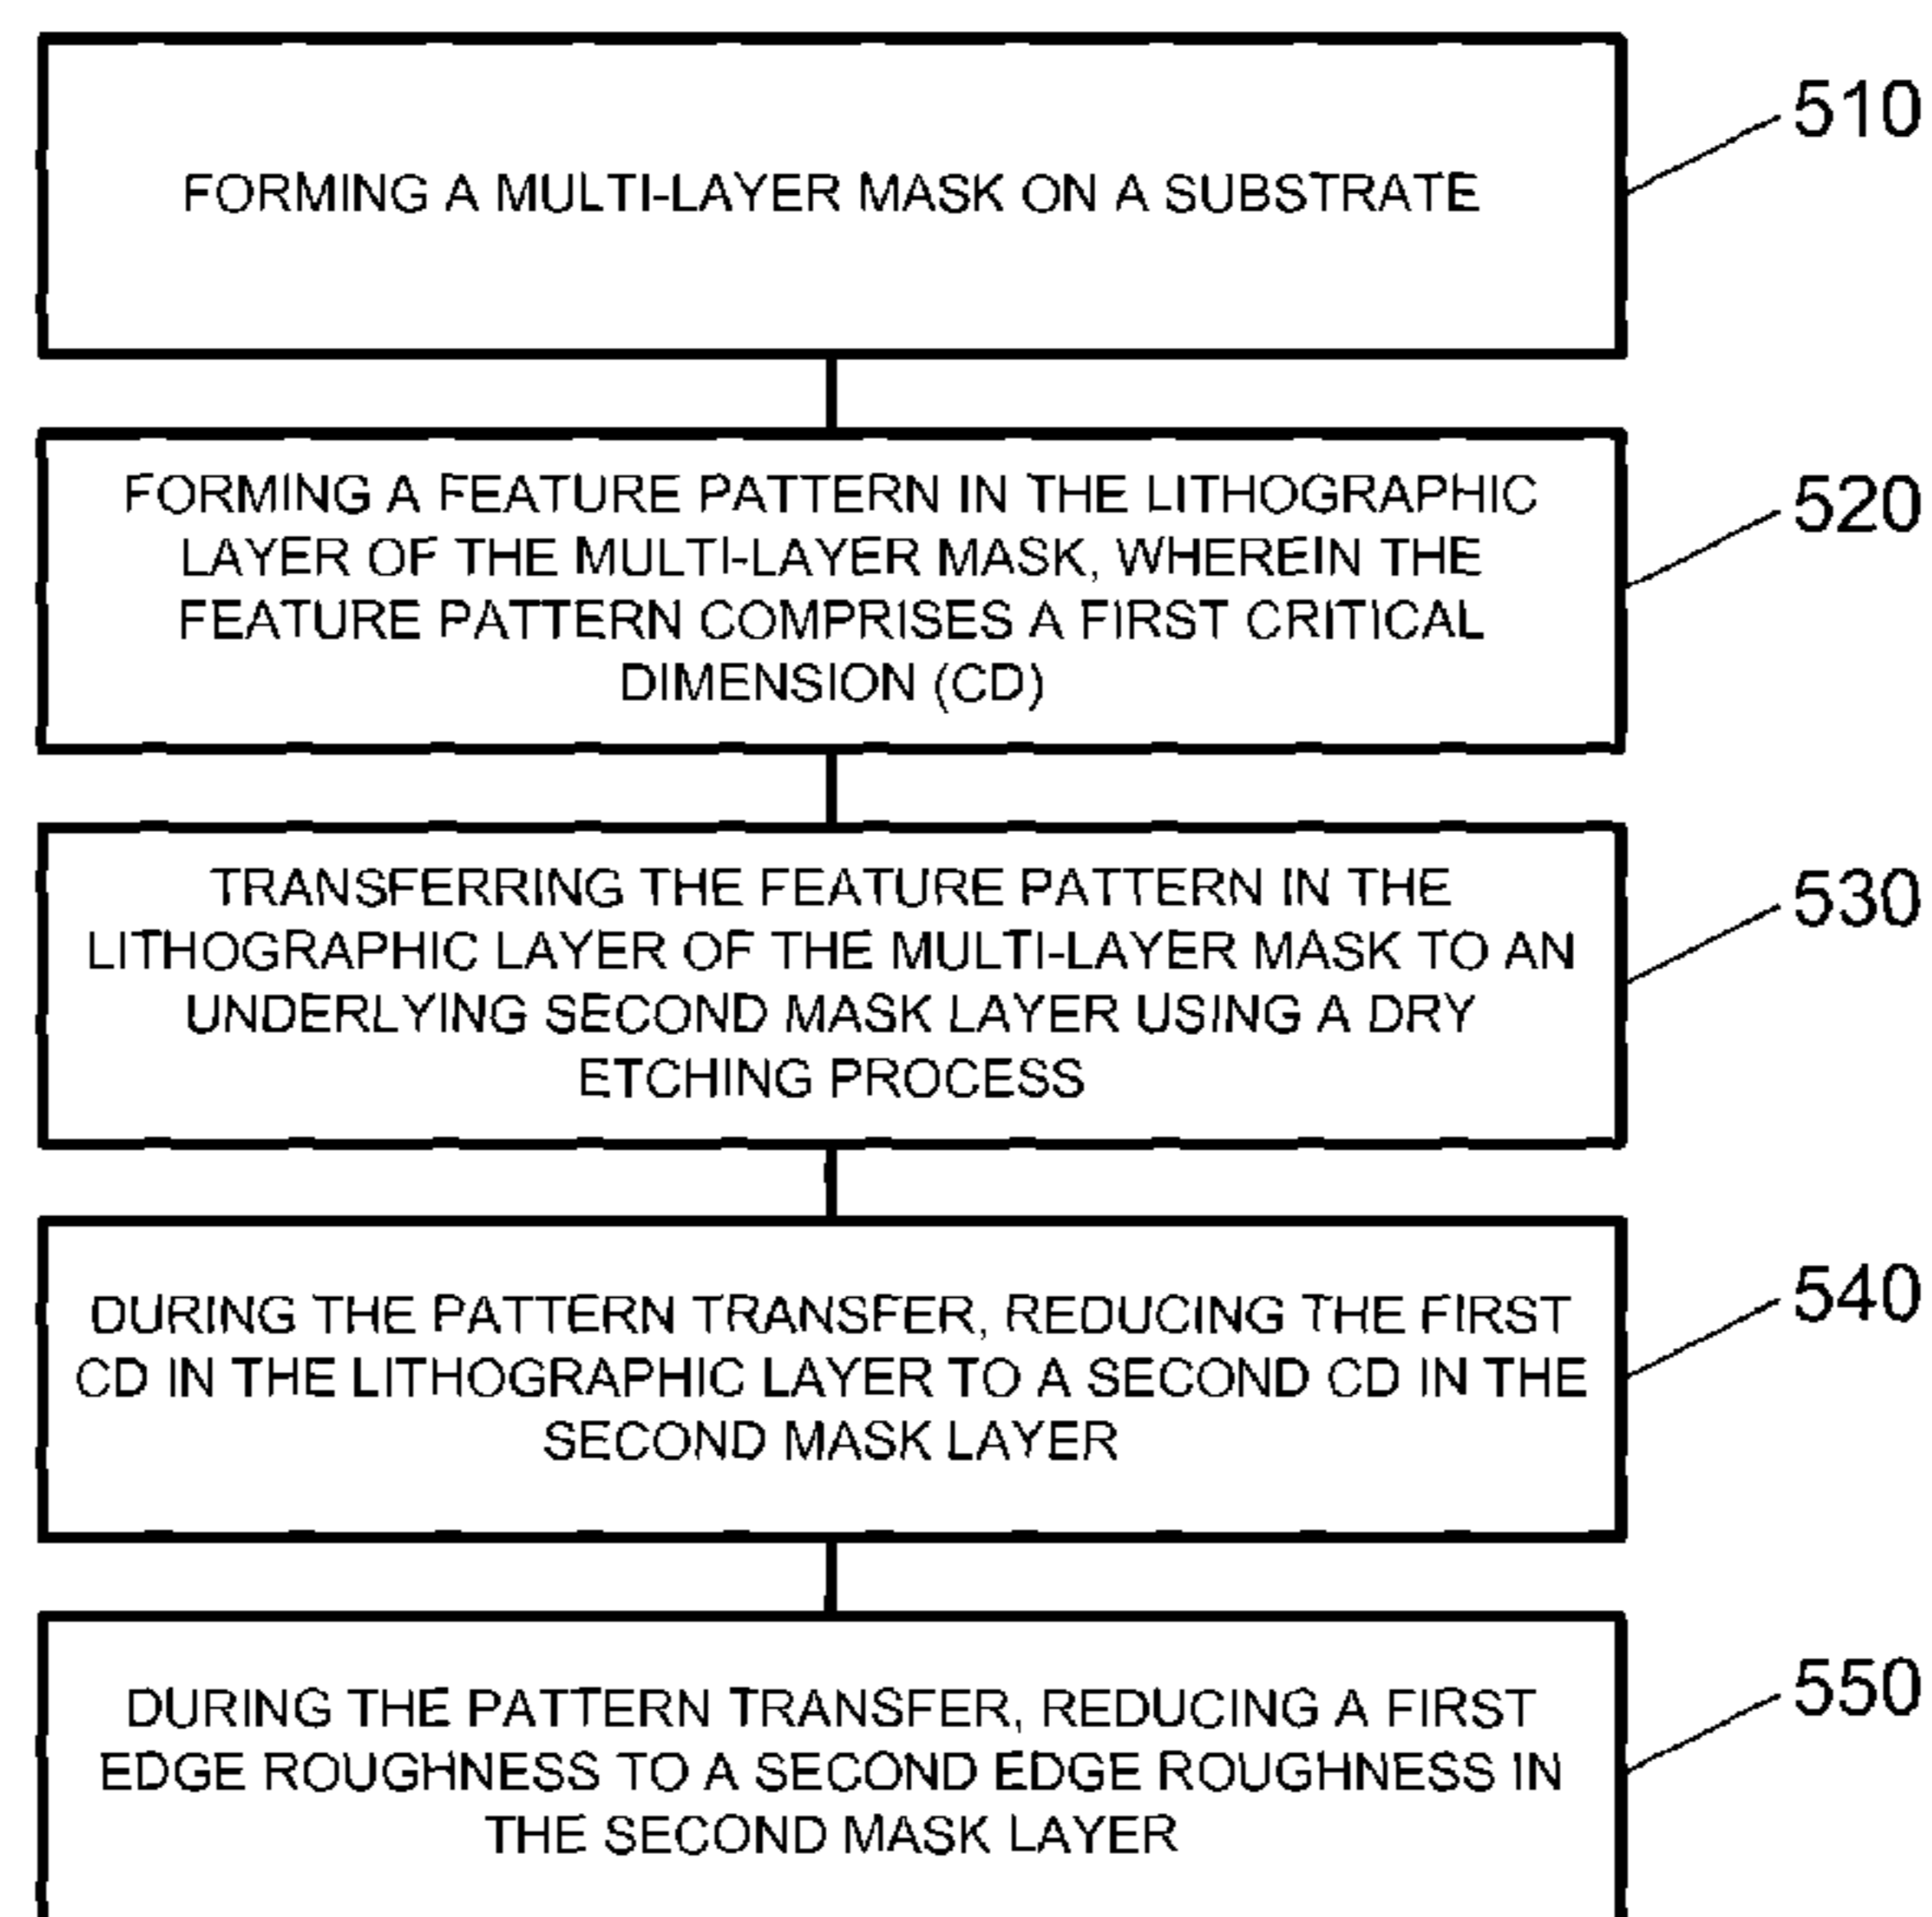 FORMING A MULTI-LAYER MASK ON A SUBSTRATE
510
FORMING A FEATURE PATTERN IN THE LITHOGRAPHIC
LAYER OF THE MULTI-LAYER MASK, WHEREIN THE
FEATURE PATTERN COMPRISES A FIRST CRITICAL
DIMENSION (CD)
520
TRANSFERRING THE FEATURE PATTERN IN THE
LITHOGRAPHIC LAYER OF THE MULTI-LAYER MASK TO AN
UNDERLYING SECOND MASK LAYER USING A DRY
ETCHING PROCESS
530
DURING THE PATTERN TRANSFER, REDUCING THE FIRST
CD IN THE LITHOGRAPHIC LAYER TO A SECOND CD IN THE
SECOND MASK LAYER
540
DURING THE PATTERN TRANSFER, REDUCING A FIRST
EDGE ROUGHNESS TO A SECOND EDGE ROUGHNESS IN
THE SECOND MASK LAYER
550